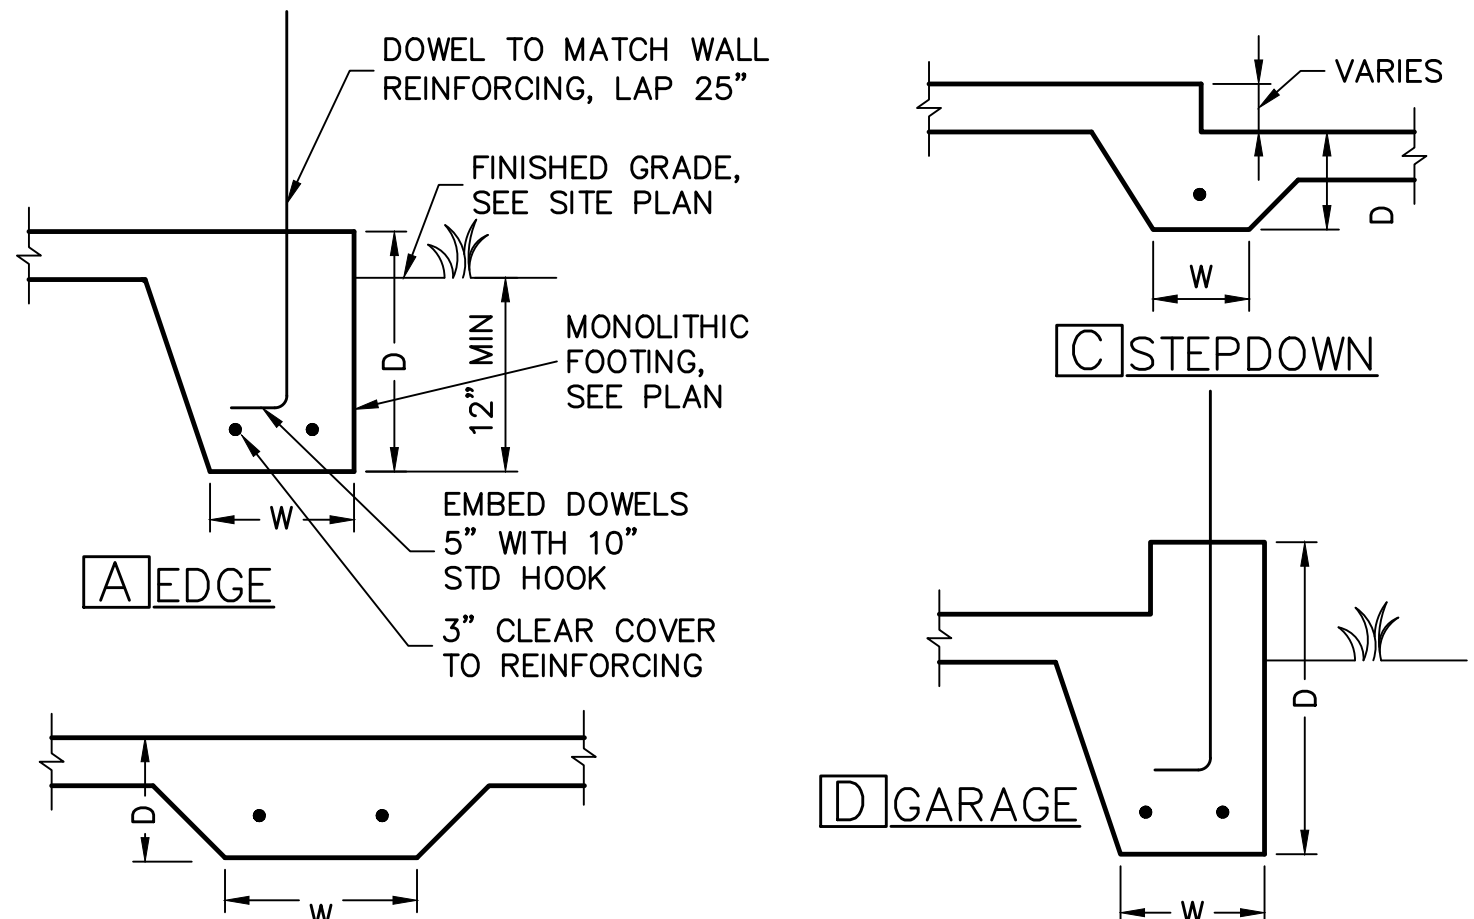 DOWEL TO MATCH WALL
REINFORCING, LAP 25"
FINISHED GRADE,
SEE SITE PLAN
D
12" MIN
MONOLITHIC
FOOTING,
SEE PLAN
W
EMBED DOWELS
5" WITH 10"
STD HOOK
3" CLEAR COVER
TO REINFORCING
A EDGE
VARIES
D
W
C STEPDOWN
D
W
D
D GARAGE
W